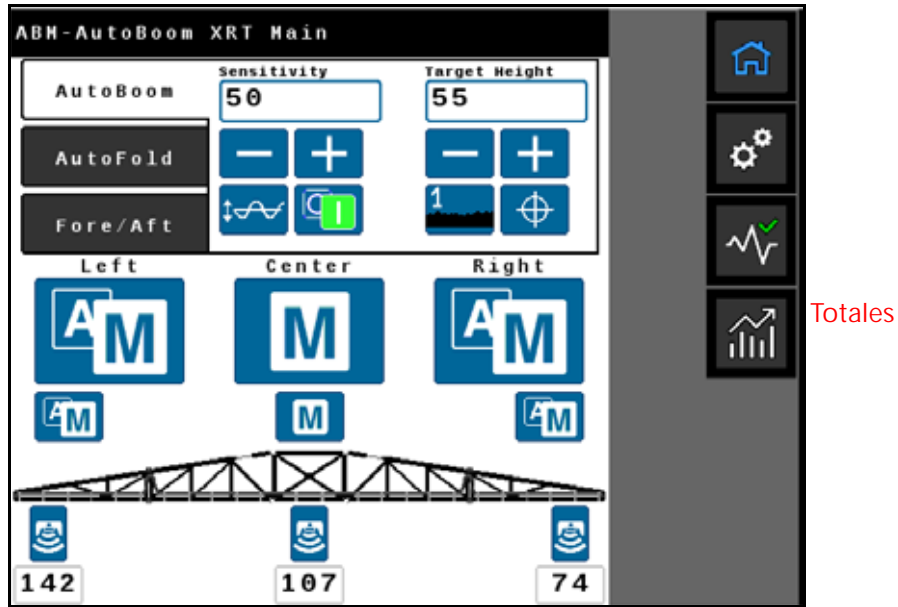 ABM-AutoBoom XRT Main
AutoBoom
Sensitivity
50
Target Height
55
AutoFold
1
Fore/Aft
Left
Center
Right
A M
M
A M
Totales
A M
M
A M
142
107
74